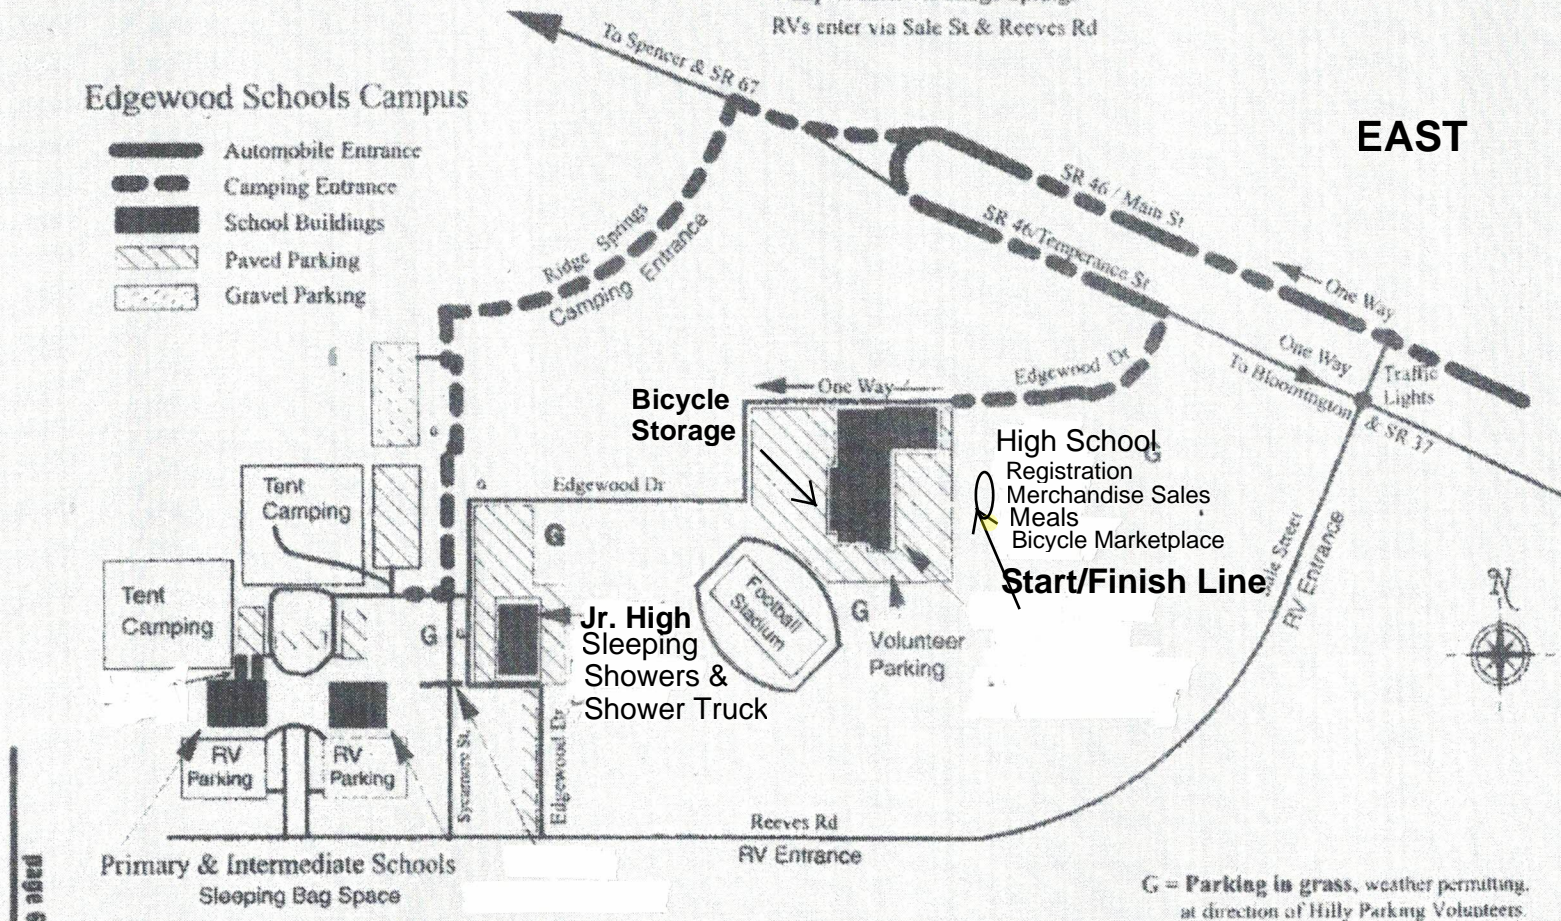 RVs enter via Sale St & Reeves Rd
To Spencer & SR 67
Edgewood Schools Campus
EAST
Automobile Entrance
Camping Entrance
School Buildings
Paved Parking
Gravel Parking
SR 46 / Main St
SR 46/Temperance St
Ridge Springs
Camping Entrance
One Way
One Way
To Bloomington & SR 37
Traffic
Lights
Edgewood Dr
One Way
Bicycle
Storage
High School
G
Registration
Merchandise Sales
Meals
Bicycle Marketplace
Start/Finish Line
Edgewood Dr
G
G
Tent
Camping
G
Tent
Camping
G
G
Jr. High
Sleeping
Showers &
Shower Truck
Football
Stadium
G
Volunteer
Parking
Sale Street
RV Entrance
N
RV
Parking
RV
Parking
Sycamore St.
Edgewood Dr
Reeves Rd
RV Entrance
Primary & Intermediate Schools
Sleeping Bag Space
G = Parking in grass, weather permitting,
at direction of Hilly Parking Volunteers.
page 6